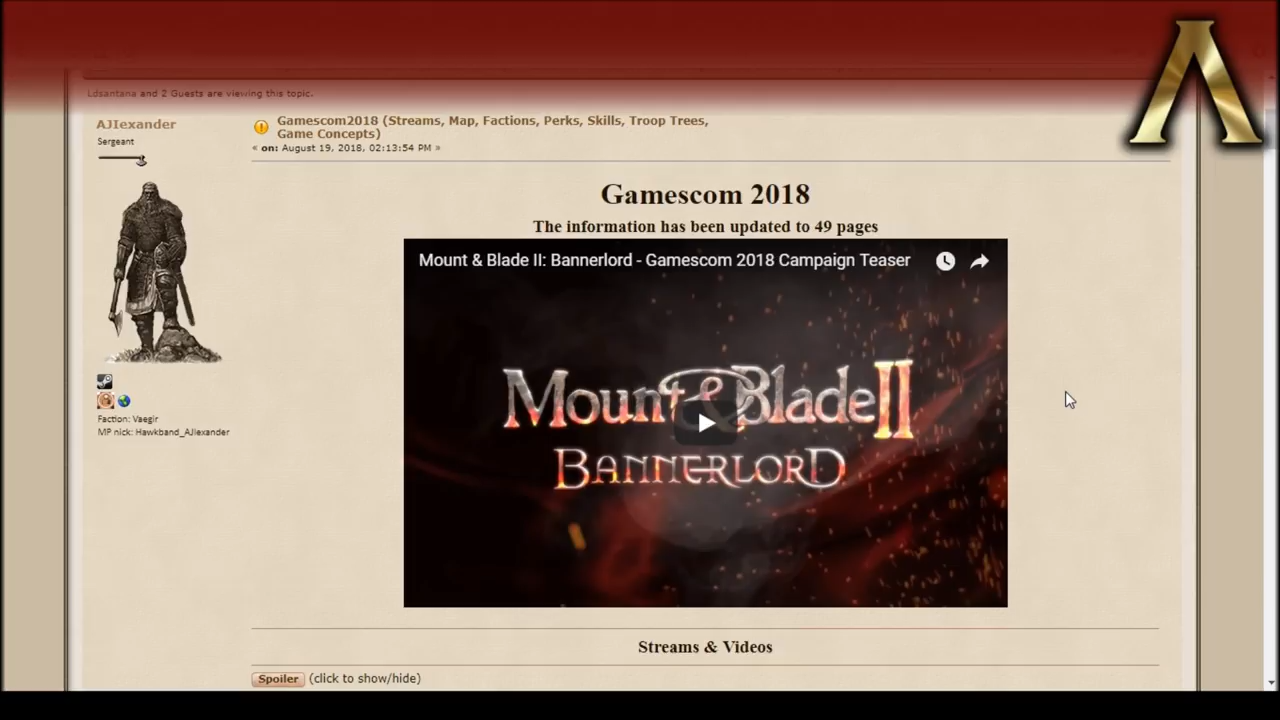 Ldsantana and 2 Guests are viewing this topic.
AJIexander
Sergeant
Gamescom2018 (Streams, Map, Factions, Perks, Skills, Troop Trees,
Game Concepts)
« on: August 19, 2018, 02:13:54 PM »
Gamescom 2018
The information has been updated to 49 pages
Mount & Blade II: Bannerlord - Gamescom 2018 Campaign Teaser
Mount & Blade II
BANNERLORD
Faction: Vaegir
MP nick: Hawkband_AJIexander
Streams & Videos
Spoiler (click to show/hide)